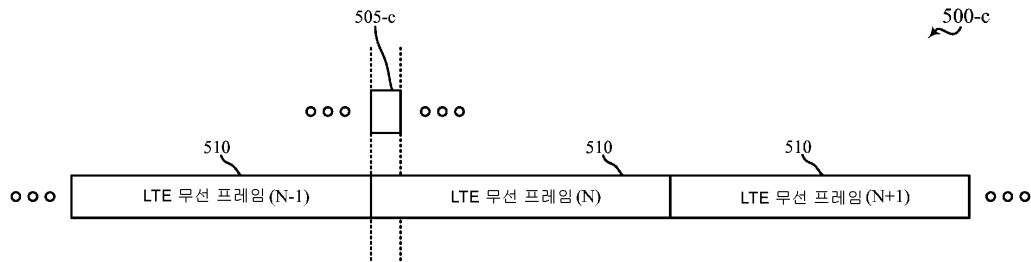 505-c
500-c
510
510
510
LTE 무선 프레임(N-1)
LTE 무선 프레임(N)
LTE 무선 프레임(N+1)